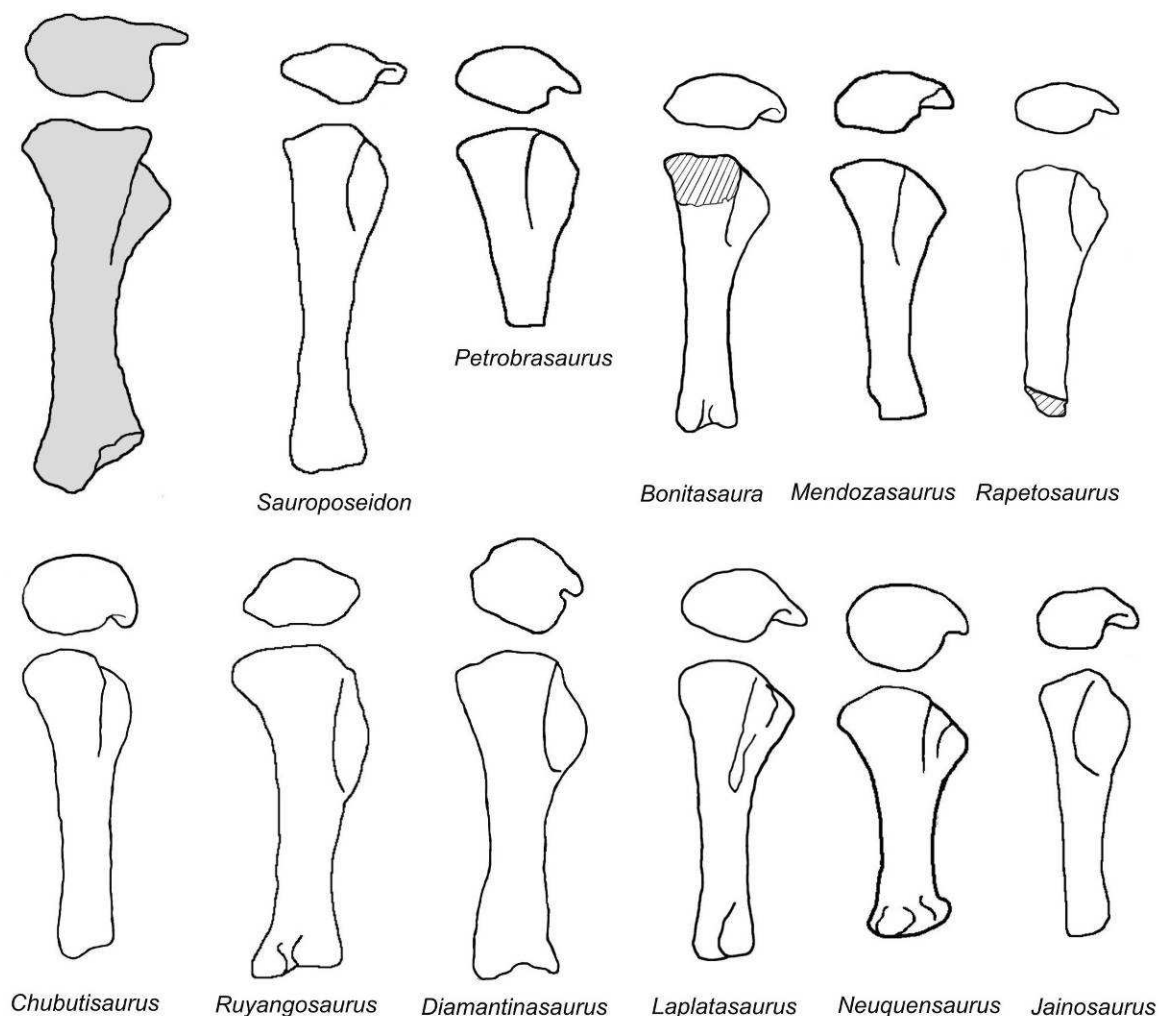 Petrobrasaurus
Sauroposeidon
Bonitasaura Mendozasaurus Rapetosaurus
Chubutisaurus Ruyangosaurus Diamantinasaurus Laplatasaurus Neuquensaurus Jainosaurus